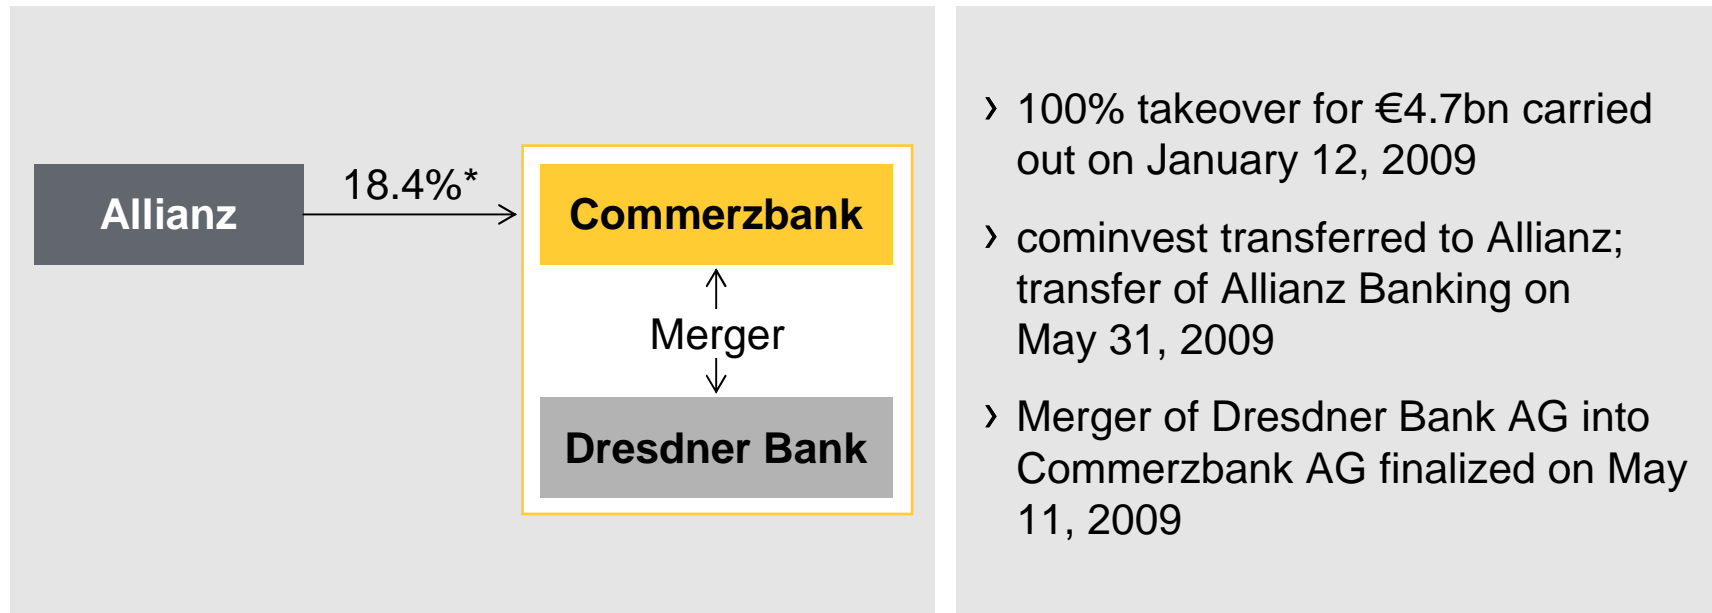 Allianz
18.4%*
Commerzbank
Merger
Dresdner Bank
› 100% takeover for €4.7bn carried
out on January 12, 2009
› cominvest transferred to Allianz;
transfer of Allianz Banking on
May 31, 2009
› Merger of Dresdner Bank AG into
Commerzbank AG finalized on May
11, 2009